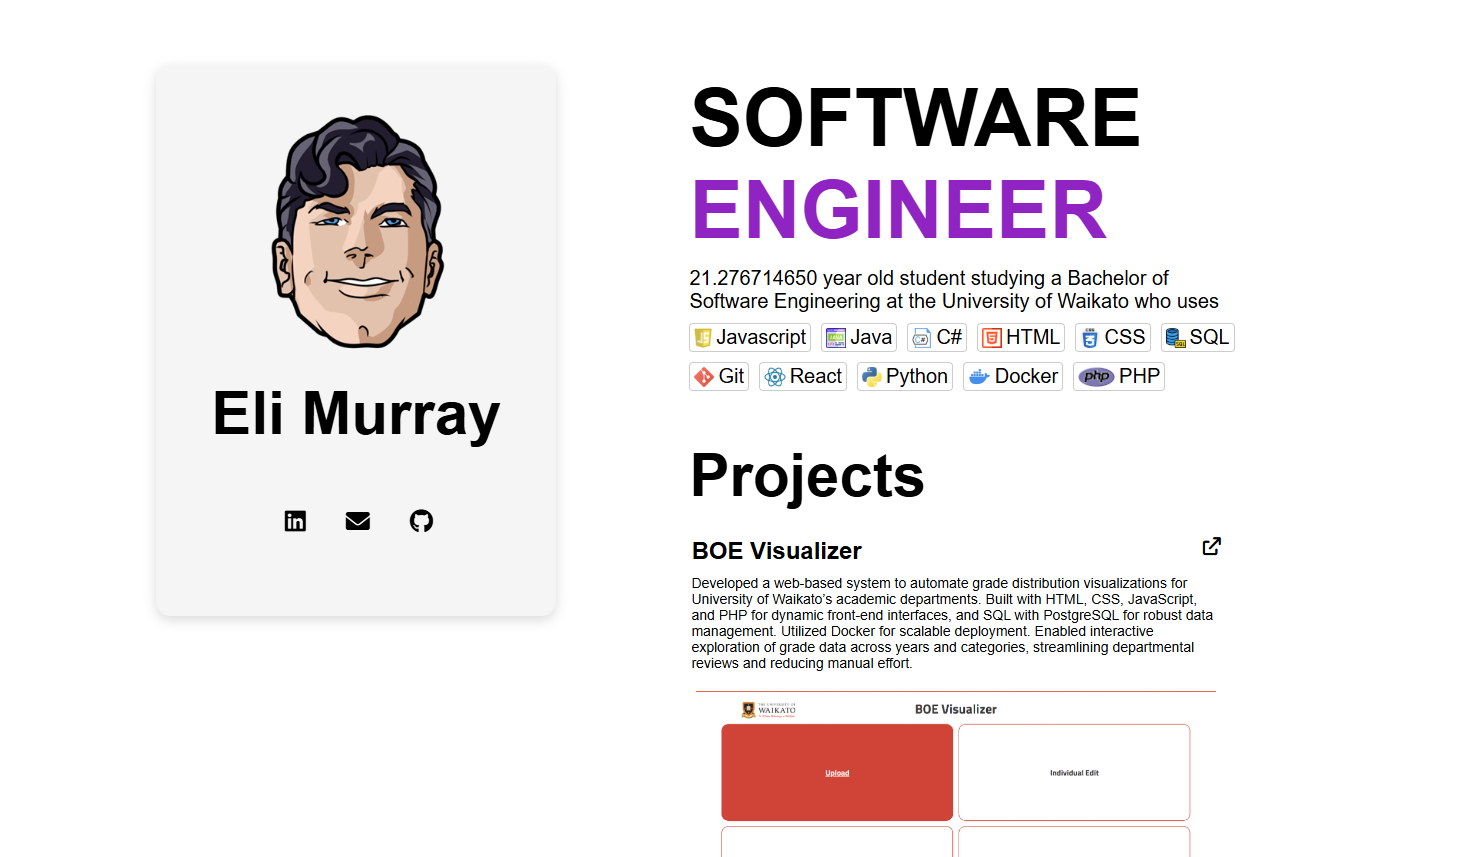 Eli Murray
SOFTWARE
ENGINEER
21.276714650 year old student studying a Bachelor of
Software Engineering at the University of Waikato who uses
Javascript Java C# HTML CSS SQL
Git React Python Docker php PHP
Projects
BOE Visualizer
Developed a web-based system to automate grade distribution visualizations for
University of Waikato’s academic departments. Built with HTML, CSS, JavaScript,
and PHP for dynamic front-end interfaces, and SQL with PostgreSQL for robust data
management. Utilized Docker for scalable deployment. Enabled interactive
exploration of grade data across years and categories, streamlining departmental
reviews and reducing manual effort.
THE UNIVERSITY OF
WAIKATO
BOE Visualizer
Upload
Individual Edit